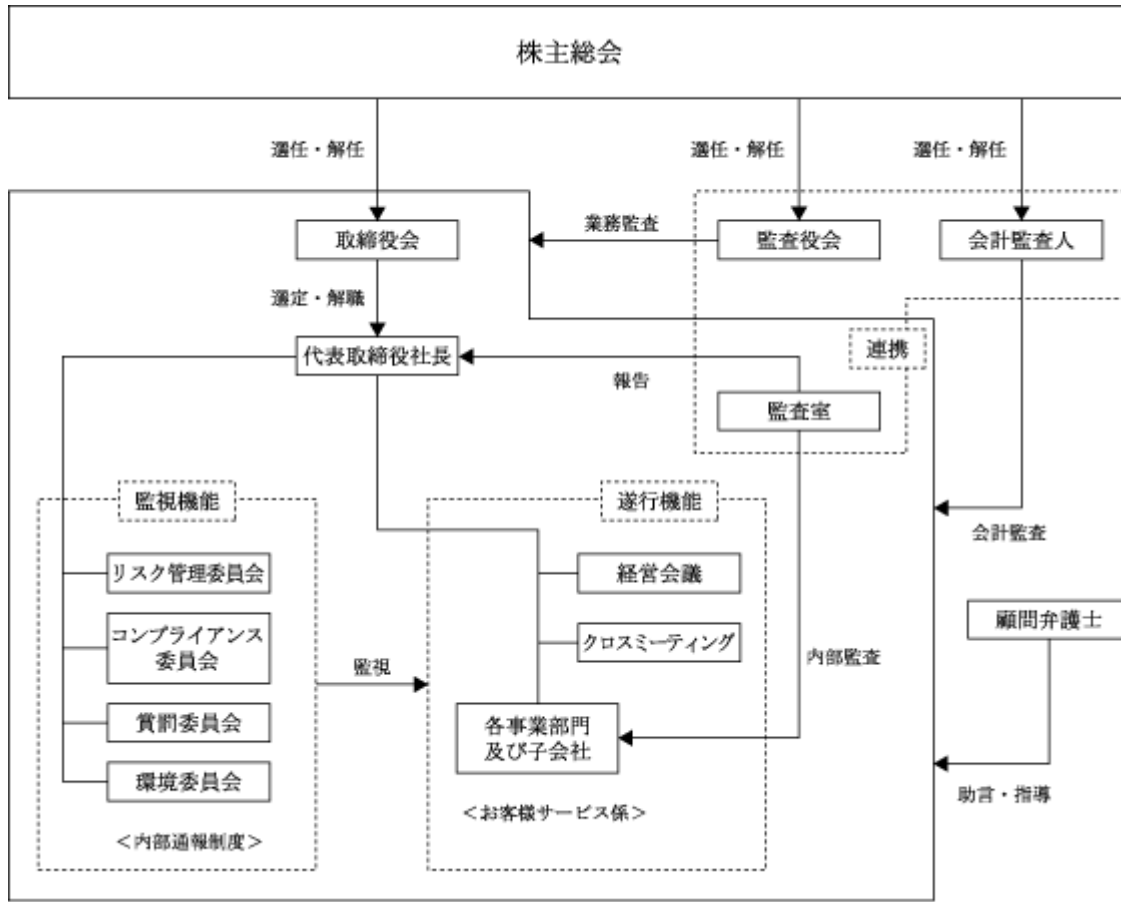 株主総会
選任・解任
選任・解任
選任・解任
取締役会
業務監査
監査役会
会計監査人
選定・解職
代表取締役社長
報告
連携
監査室
監視機能
遂行機能
会計監査
リスク管理委員会
経営会議
コンプライアンス
委員会
クロスミーティング
顧問弁護士
監視
内部監査
賞罰委員会
各事業部門
及び子会社
環境委員会
助言・指導
<お客様サービス係>
<内部通報制度>